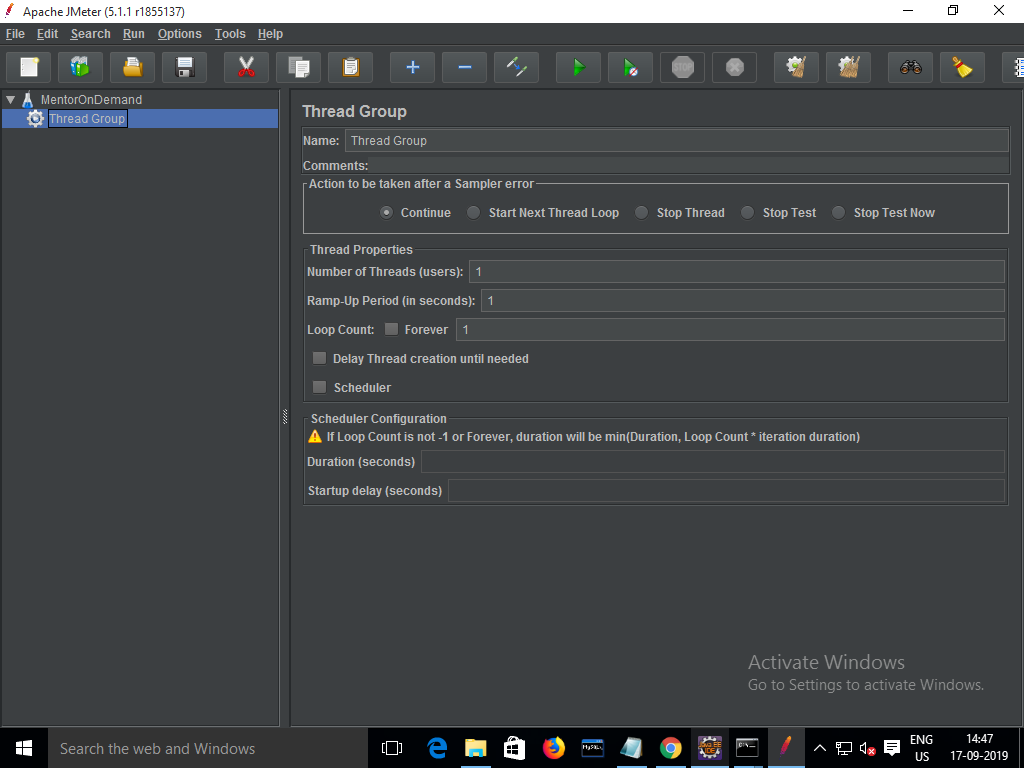 Apache JMeter (5.1.1 r1855137)
File Edit Search Run Options Tools Help
STOP
MentorOnDemand
Thread Group
Thread Group
Name: Thread Group
Comments:
Action to be taken after a Sampler error
Continue Start Next Thread Loop Stop Thread Stop Test Stop Test Now
Thread Properties
Number of Threads (users): 1
Ramp-Up Period (in seconds): 1
Loop Count: Forever 1
Delay Thread creation until needed
Scheduler
Scheduler Configuration
If Loop Count is not -1 or Forever, duration will be min(Duration, Loop Count * iteration duration)
Duration (seconds)
Startup delay (seconds)
Activate Windows
Go to Settings to activate Windows.
Search the web and Windows
MySQL
ENG
US
14:47
17-09-2019